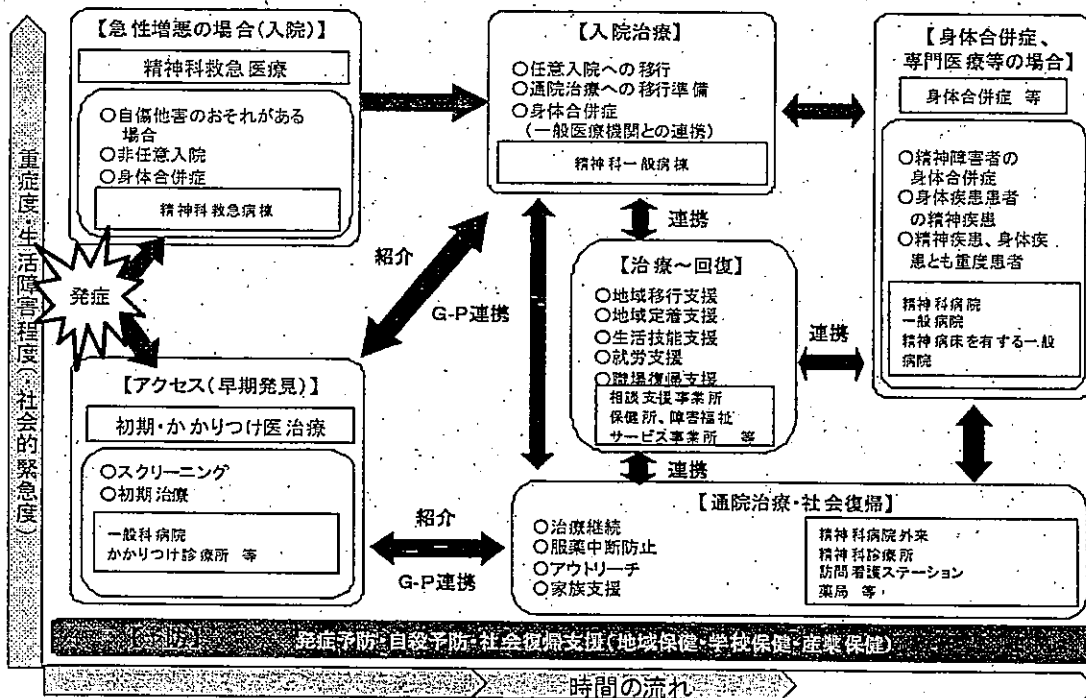 【急性増悪の場合(入院)】
精神科救急医療
○自傷他害のおそれがある
場合
○非任意入院
○身体合併症
精神科救急病棟
【入院治療】
○任意入院への移行
○通院治療への移行準備
○身体合併症
(一般医療機関との連携)
精神科一般病棟
【身体合併症、
専門医療等の場合】
身体合併症 等
○精神障害者の
身体合併症
○身体疾患患者
の精神疾患
○精神疾患、身体疾
患とも重度患者
精神科病院
一般病院
精神病床を有する一般
病院
重症度・生活障害程度・社会的緊急度
発症
紹介
G-P連携
連携
【治療～回復】
○地域移行支援
○地域定着支援
○生活技能支援
○就労支援
○職場復帰支援
相談支援事業所
保健所、障害福祉
サービス事業所 等
連携
連携
【アクセス(早期発見)】
初期・かかりつけ医治療
○スクリーニング
○初期治療
一般科病院
かかりつけ診療所 等
紹介
G-P連携
【通院治療・社会復帰】
○治療継続
○服薬中断防止
○アウトリーチ
○家族支援
精神科病院外来
精神科診療所
訪問看護ステーション
薬局 等
発症予防・自殺予防・社会復帰支援(地域保健・学校保健・産業保健)
時間の流れ